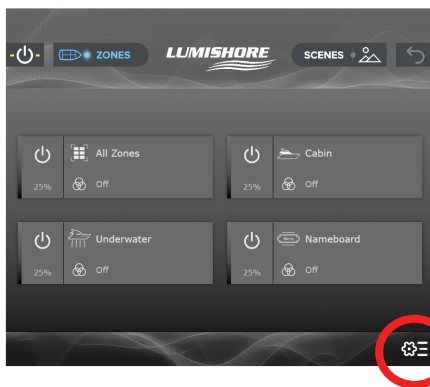 ZONES
LUMISHORE
SCENES
All Zones
25%
Off
Cabin
25%
Off
Underwater
25%
Off
Nameboard
25%
Off